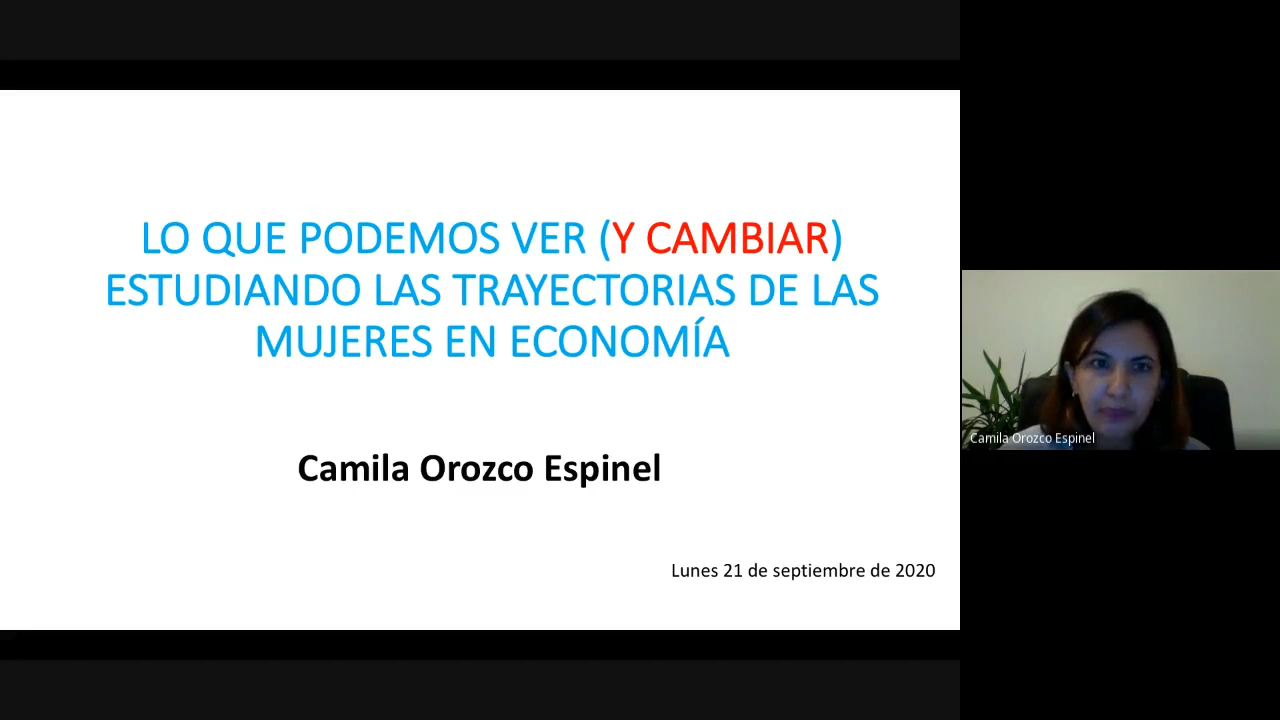 LO QUE PODEMOS VER (Y CAMBIAR)
ESTUDIANDO LAS TRAYECTORIAS DE LAS
MUJERES EN ECONOMÍA
Camila Orozco Espinel
Lunes 21 de septiembre de 2020
Camila Orozco Espinel